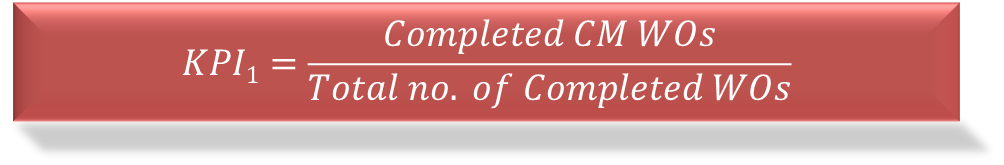 KPI₁ = Completed CM WOs / Total no. of Completed WOs